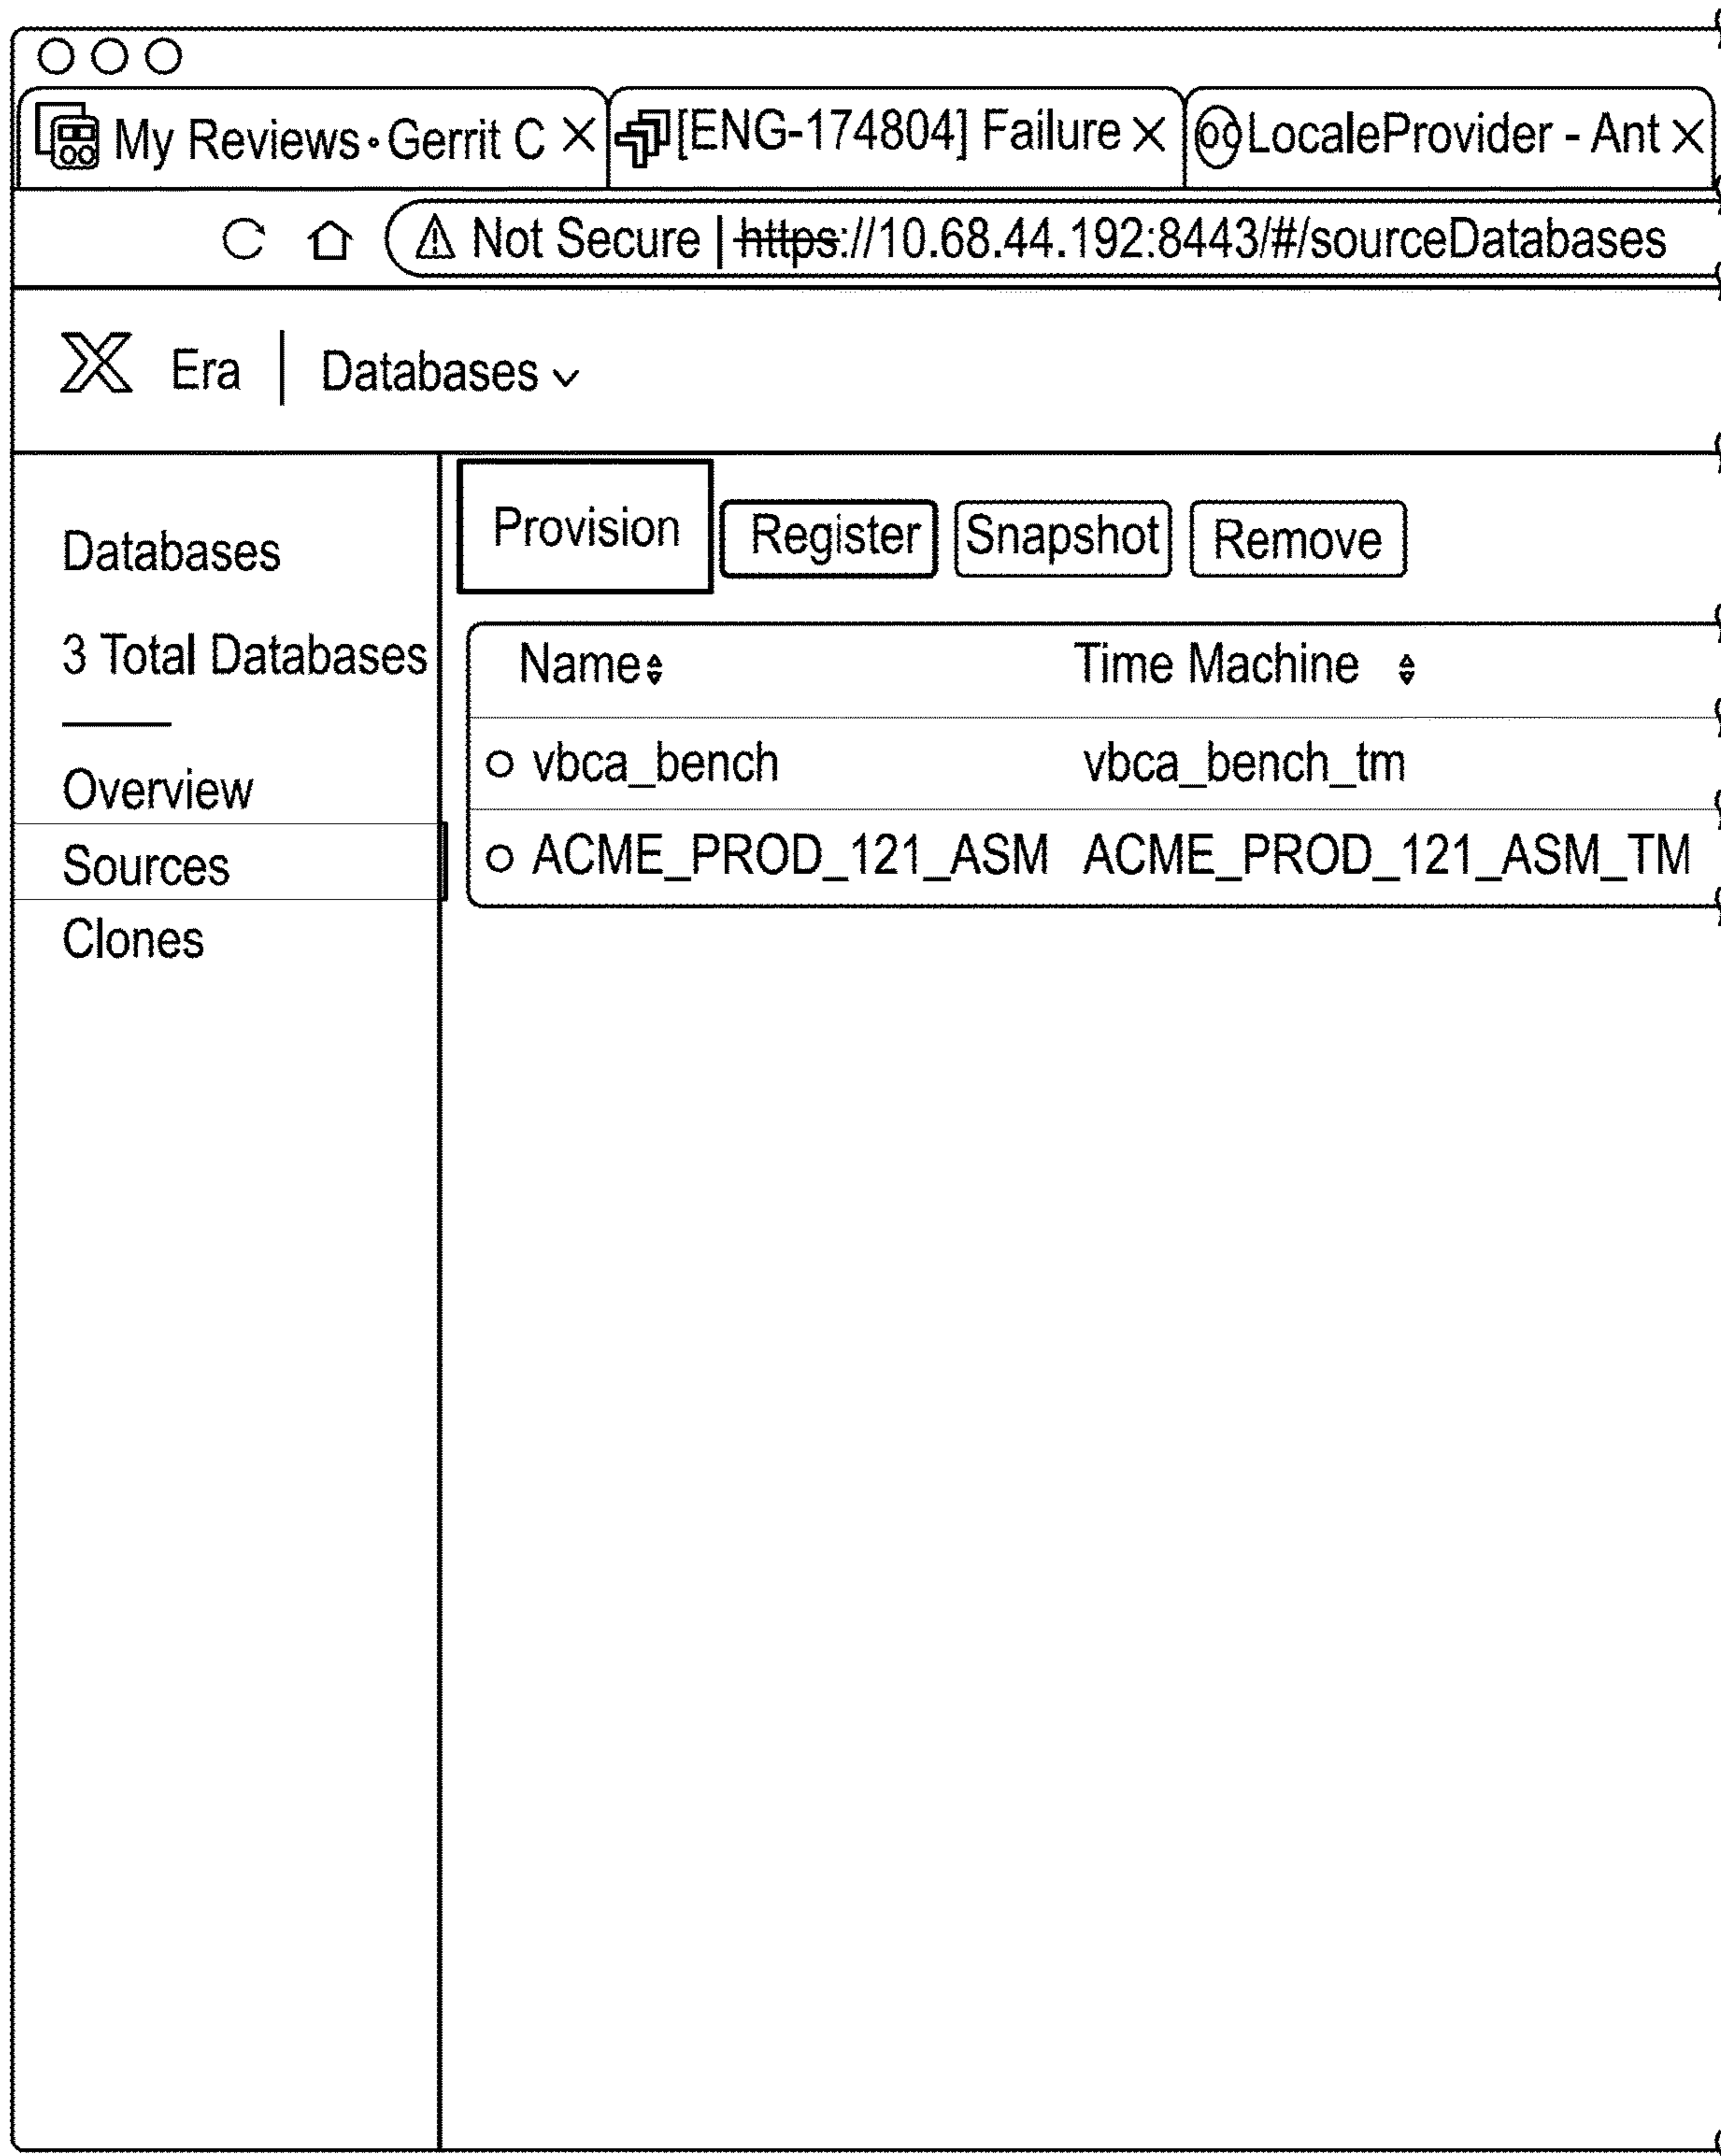 My Reviews · Gerrit C
[ENG-174804] Failure
LocaleProvider - Ant
Not Secure | https://10.68.44.192:8443/#/sourceDatabases
Era | Databases
Provision Register Snapshot Remove
Databases
3 Total Databases
Overview
Sources
Clones
Name Time Machine
vbca_bench vbca_bench_tm
ACME_PROD_121_ASM ACME_PROD_121_ASM_TM